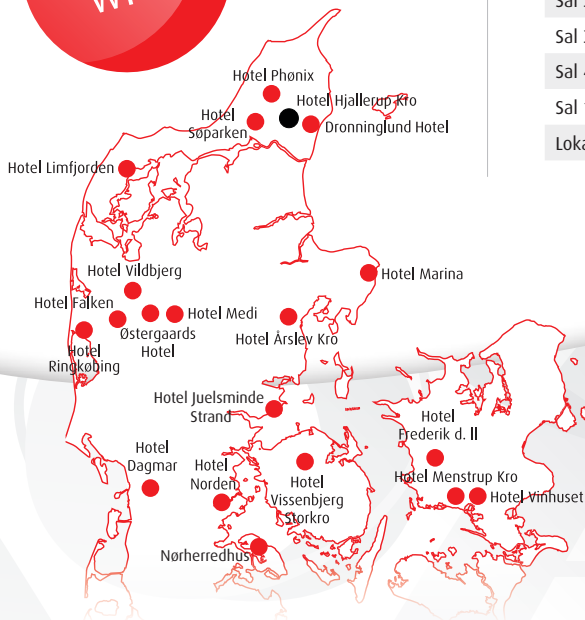 Sal
Sal
Sal
Sal
Loka
Hotel Phønix
Hotel Hjallerup Kro
Hotel
Søparken
Dronninglund Hotel
Hotel Limfjorden
Hotel Vildbjerg
Hotel Marina
Hotel Falken
Hotel Medi
Østergaards
Hotel
Hotel Årslev Kro
Hotel
Ringkøbing
Hotel Juelsminde
Strand
Hotel
Frederik d. II
Hotel
Dagmar
Hotel
Norden
Hotel
Vissenbjerg
Storkro
Hotel Menstrup Kro
Hotel Vinhuset
Nørherredhus